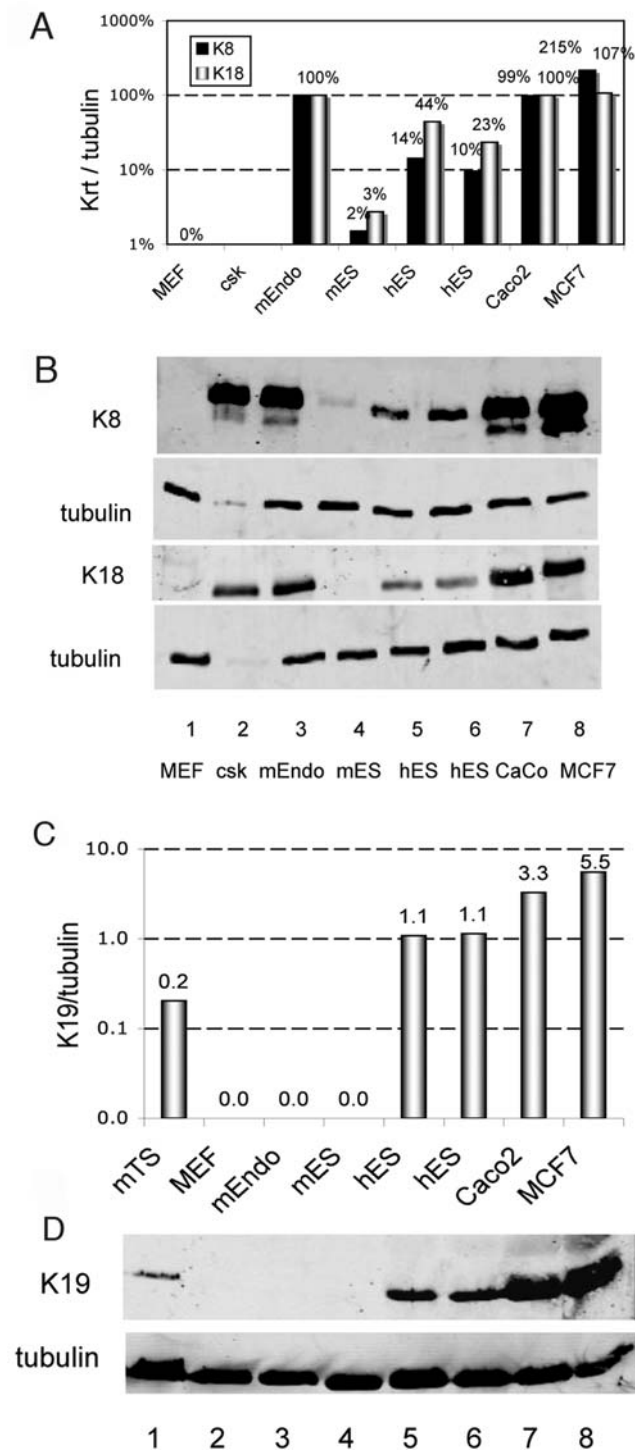 A
1000%
100%
10%
1%
Krt / tubulin
K8
K18
0%
100%
2%
3%
14%
44%
10%
23%
99%
100%
215%
107%
MEF
csk
mEndo
mES
hES
hES
Caco2
MCF7
B
K8
tubulin
K18
tubulin
1 2 3 4 5 6 7 8
MEF csk mEndo mES hES hES CaCo MCF7
C
10.0
1.0
0.1
0.0
K19/tubulin
0.2
0.0
0.0
0.0
1.1
1.1
3.3
5.5
mTS
MEF
mEndo
mES
hES
hES
Caco2
MCF7
D
K19
tubulin
1 2 3 4 5 6 7 8